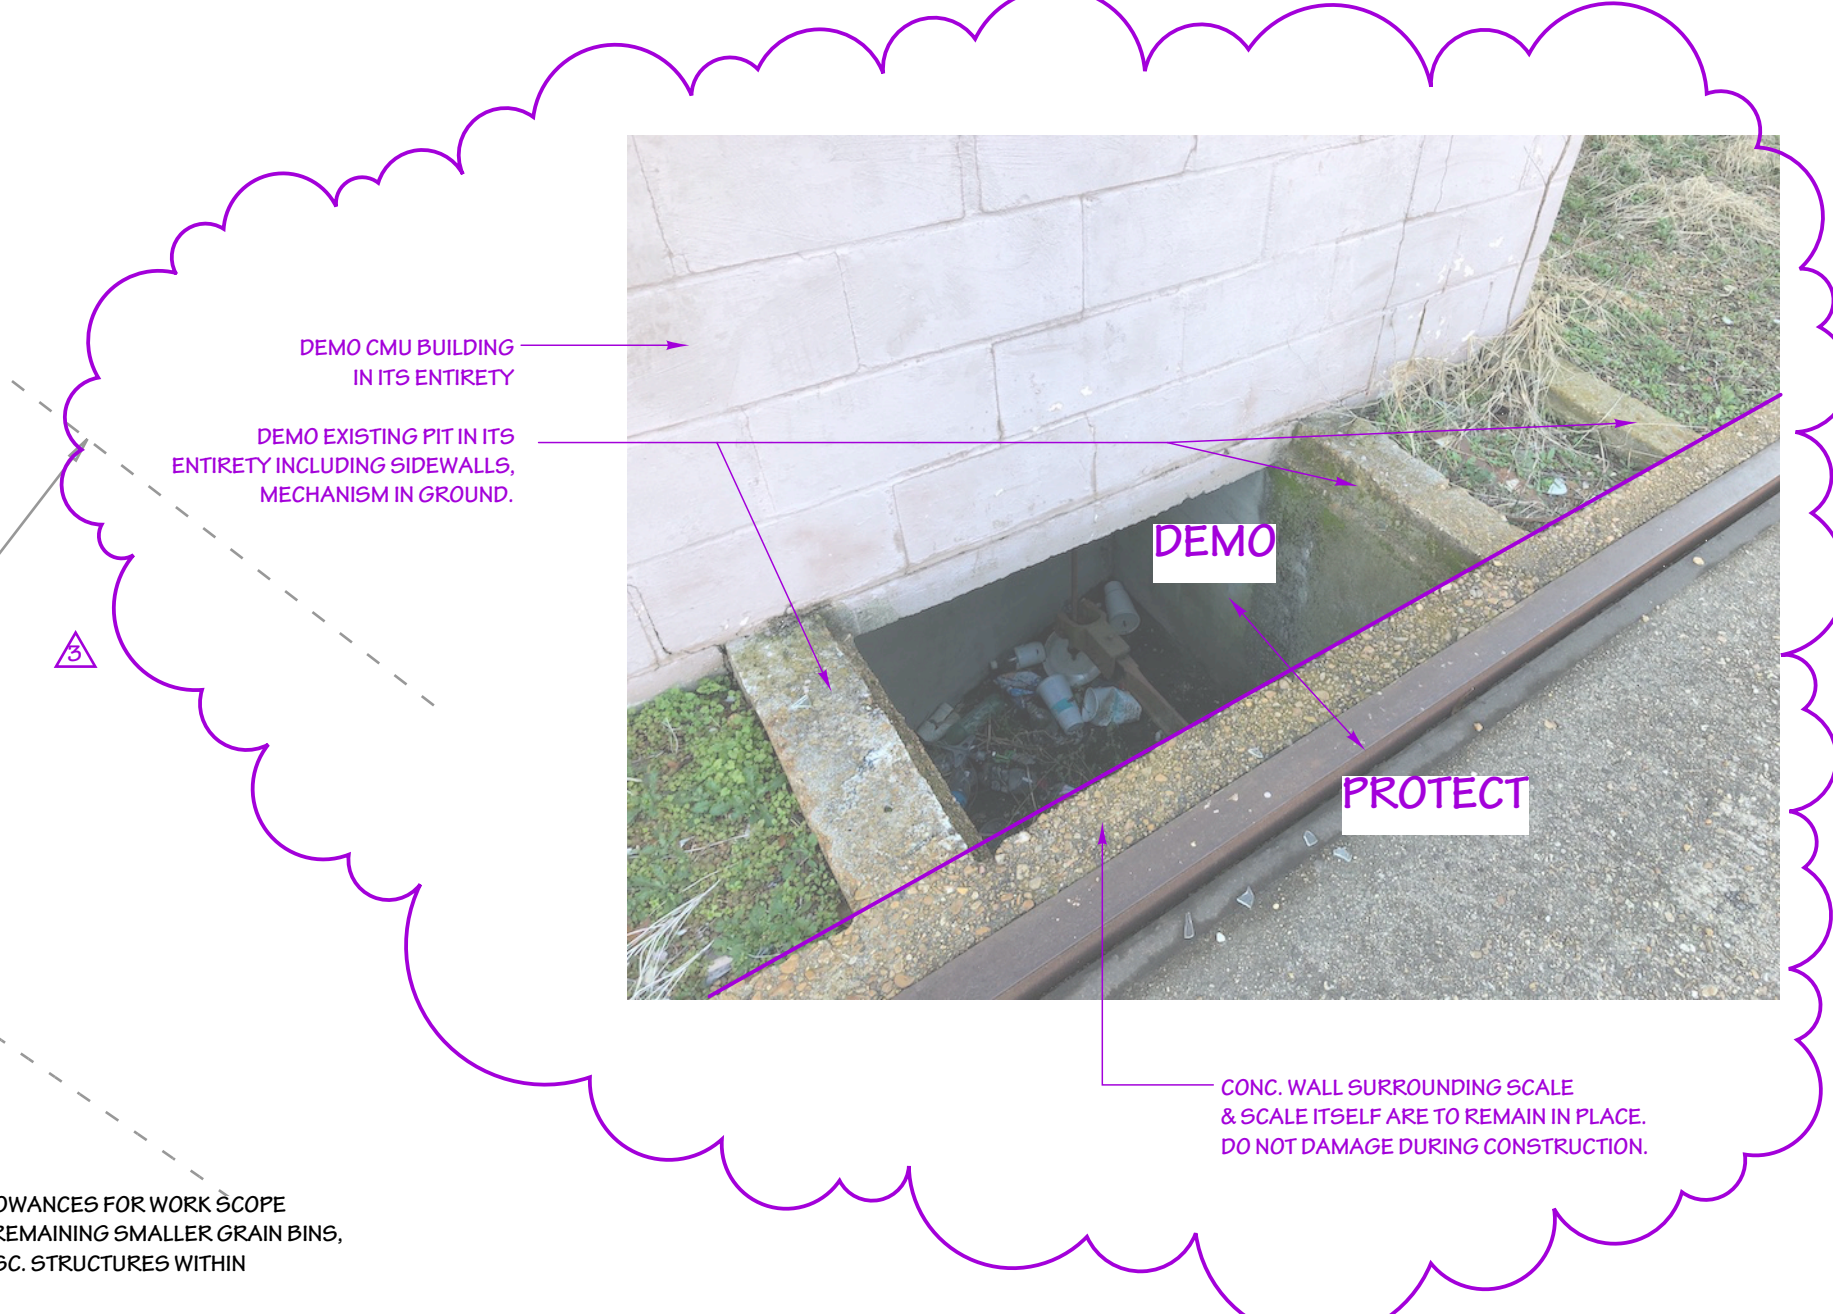 DEMO CMU BUILDING
IN ITS ENTIRETY
DEMO EXISTING PIT IN ITS
ENTIRETY INCLUDING SIDEWALLS,
MECHANISM IN GROUND.
DEMO
3
PROTECT
CONC. WALL SURROUNDING SCALE
& SCALE ITSELF ARE TO REMAIN IN PLACE.
DO NOT DAMAGE DURING CONSTRUCTION.
OWANCES FOR WORK SCOPE
REMAINING SMALLER GRAIN BINS,
SC. STRUCTURES WITHIN